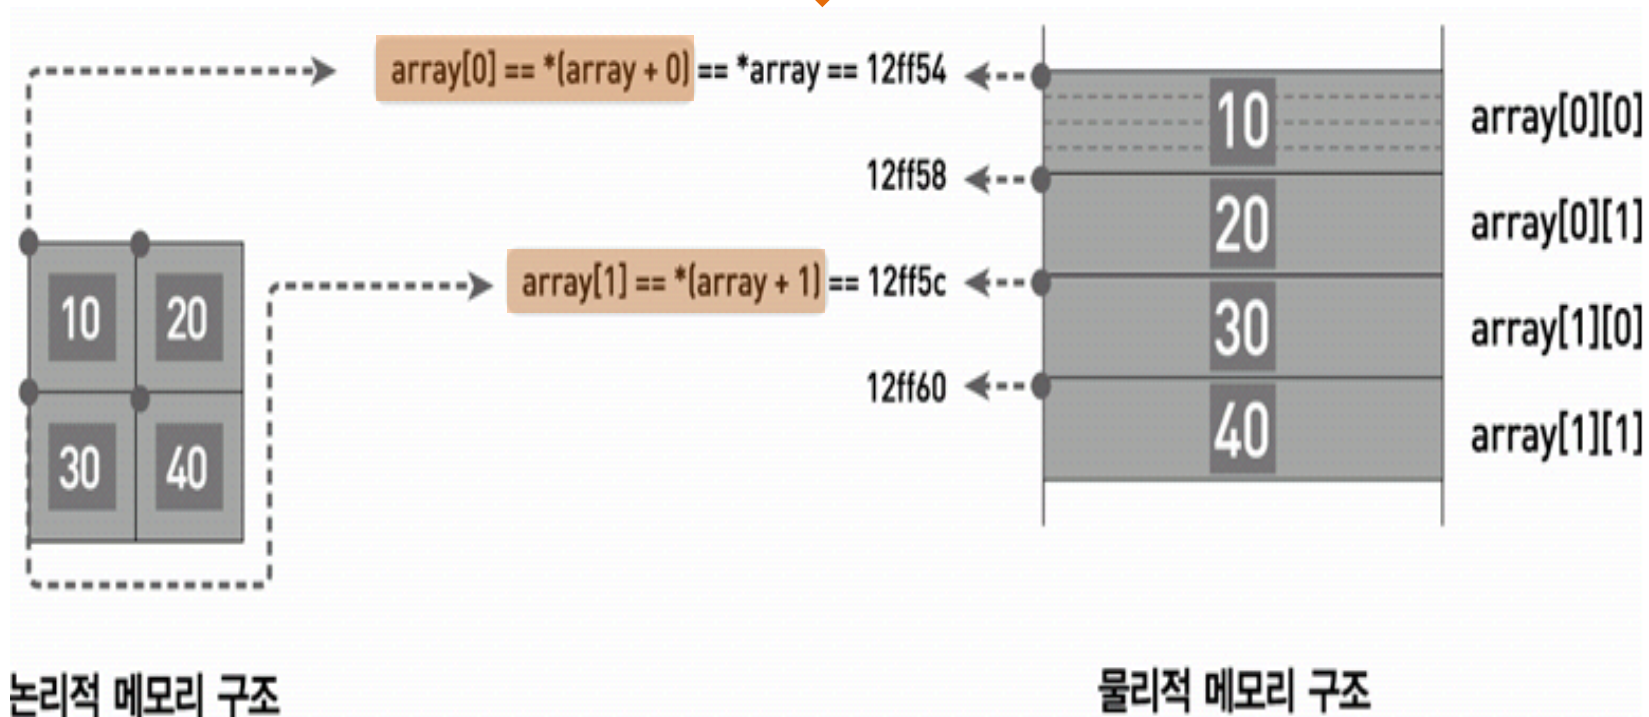 array[0] == *(array + 0) == *array == 12ff54
10
array[0][0]
12ff58
20
array[0][1]
10 20
array[1] == *(array + 1) == 12ff5c
30
array[1][0]
30 40
12ff60
40
array[1][1]
논리적 메모리 구조
물리적 메모리 구조